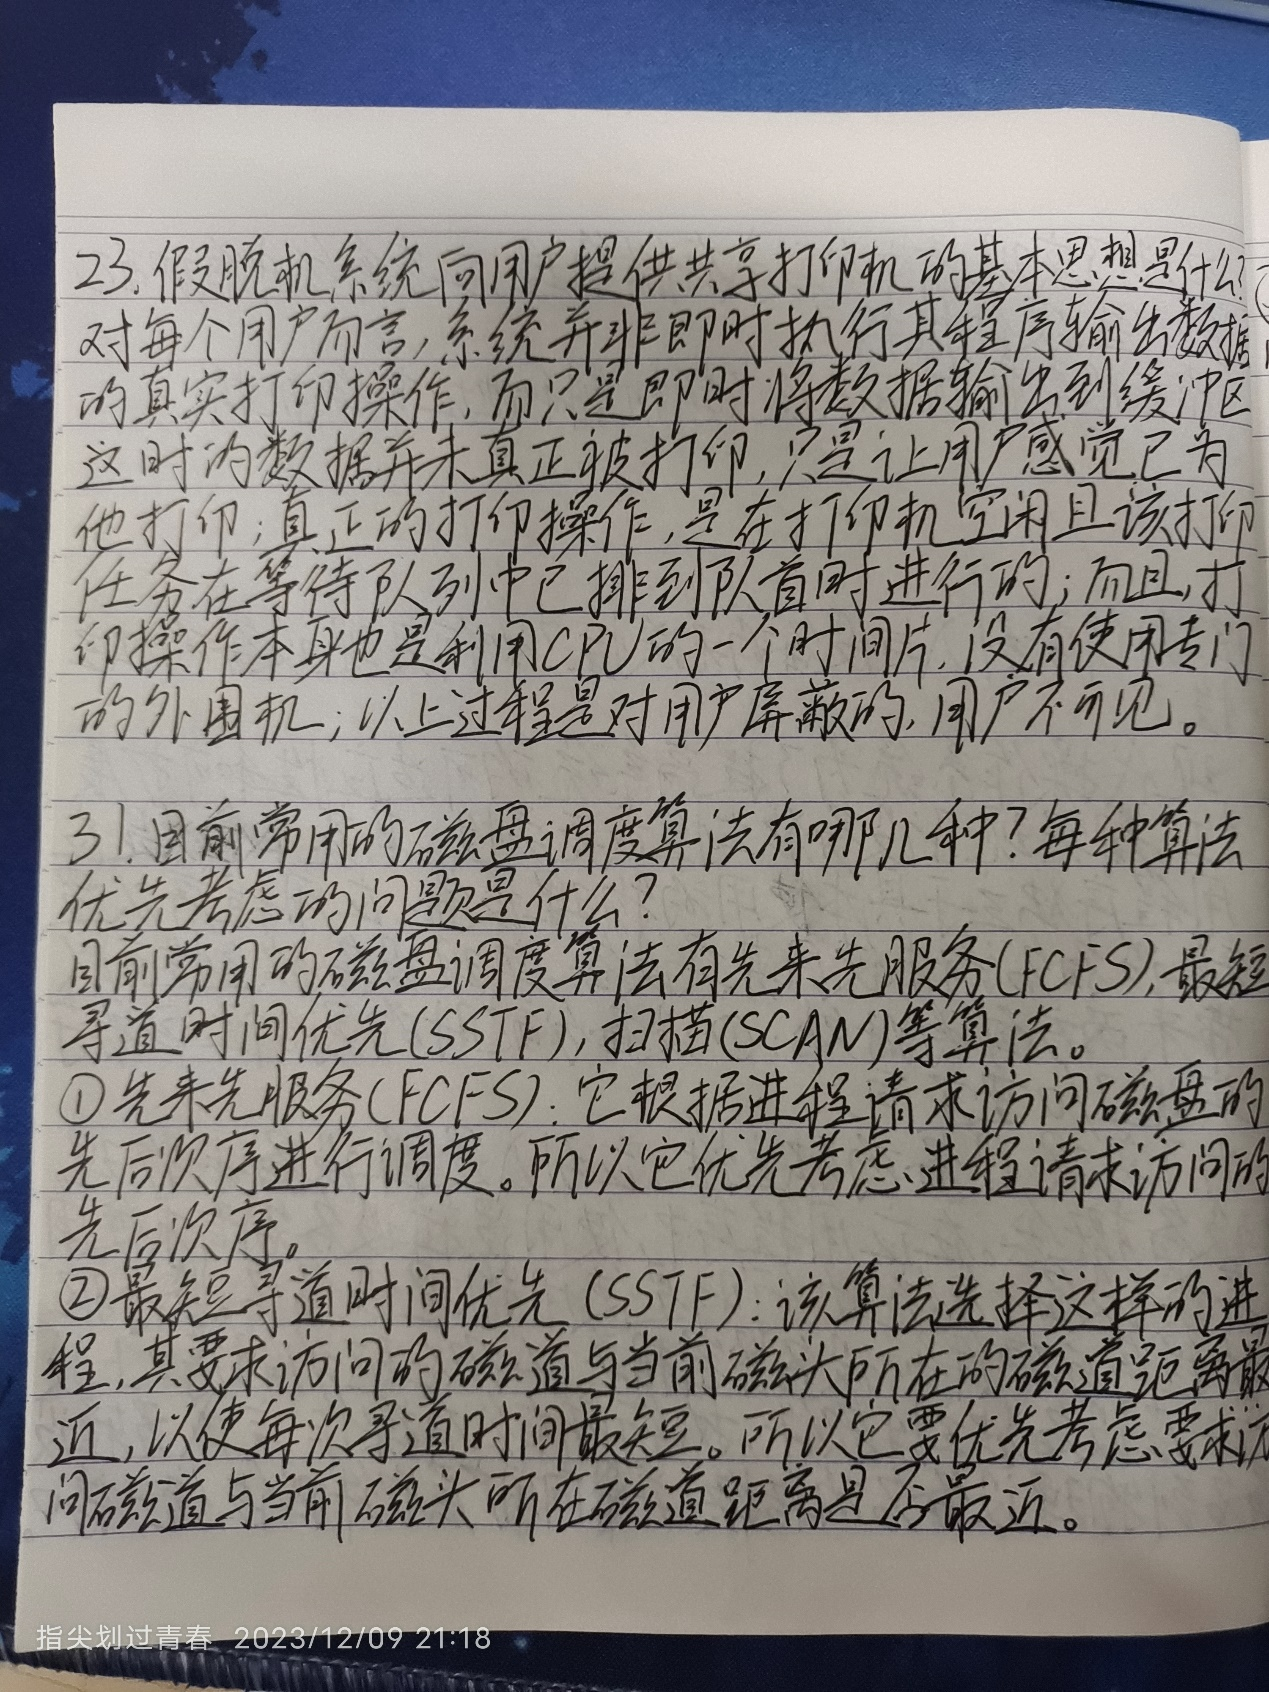 23.假脱机系统向用户提供共享打印机的基本思想是什么?
对每个用户而言,系统并非即时执行其程序输出数据
的真实打印操作,而只是即时将数据输出到缓冲区
这时的数据并未真正被打印,只是让用户感觉已为
他打印;真正的打印操作,是在打印机空闲且该打印
任务在等待队列中已排到队首时进行的;而且,打
印操作本身也是利用CPU的一个时间片,没有使用专门
的外围机;以上过程是对用户屏蔽的,用户不可见。
31.目前常用的磁盘调度算法有哪几种?每种算法
优先考虑的问题是什么?
目前常用的磁盘调度算法有先来先服务(FCFS),最短
寻道时间优先(SSTF),扫描(SCAN)等算法。
①先来先服务(FCFS):它根据进程请求访问磁盘的
先后次序进行调度。所以它优先考虑进程请求访问的
先后次序。
②最短寻道时间优先(SSTF):该算法选择这样的进
程,其要求访问的磁道与当前磁头所在的磁道距离最
近,以使每次寻道时间最短。所以它要优先考虑要求访
问磁道与当前磁头所在磁道距离是否最近。
指尖划过青春 2023/12/09 21:18